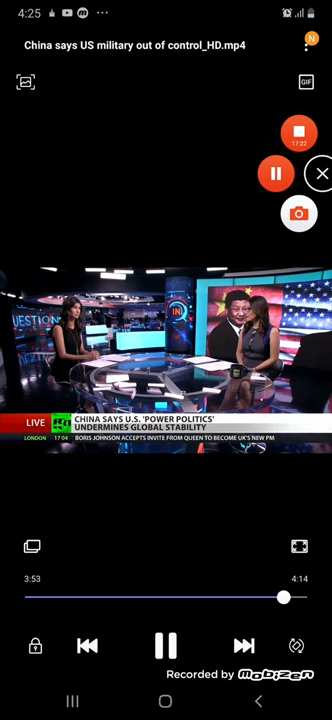 4:25
China says US military out of control_HD.mp4
N
GIF
17:22
QUESTION
IN
LIVE
RT
CHINA SAYS U.S. 'POWER POLITICS'
UNDERMINES GLOBAL STABILITY
LONDON 17 04 BORIS JOHNSON ACCEPTS INVITE FROM QUEEN TO BECOME UK'S NEW PM
3:53
4:14
Recorded by mobizen